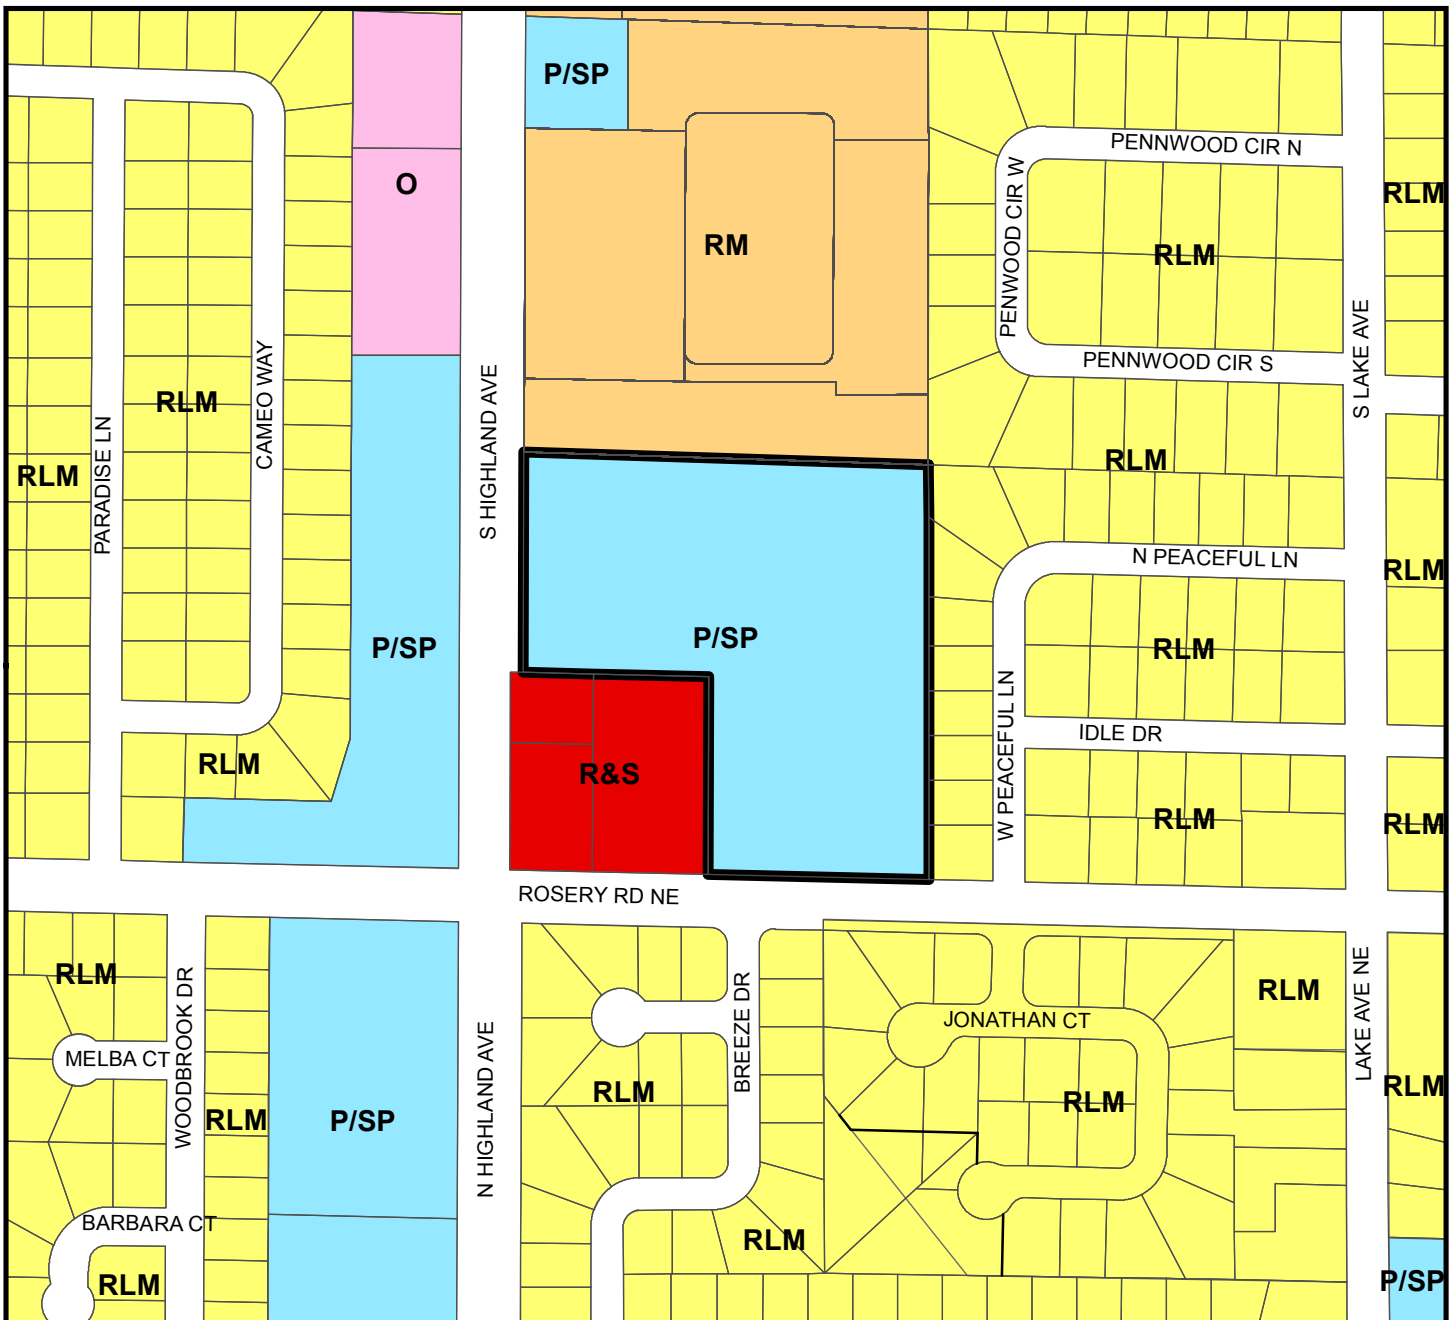 P/SP
PENNWOOD CIR N
O
RLM
PENWOOD CIR W
RM
RLM
S LAKE AVE
PENNWOOD CIR S
CAMEO WAY
RLM
S HIGHLAND AVE
PARADISE LN
RLM
RLM
N PEACEFUL LN
RLM
P/SP
P/SP
RLM
W PEACEFUL LN
IDLE DR
RLM
R&S
RLM
RLM
ROSERY RD NE
RLM
WOODBROOK DR
RLM
LAKE AVE NE
BREEZE DR
JONATHAN CT
MELBA CT
N HIGHLAND AVE
RLM
RLM
RLM
RLM
P/SP
BARBARA CT
RLM
RLM
P/SP